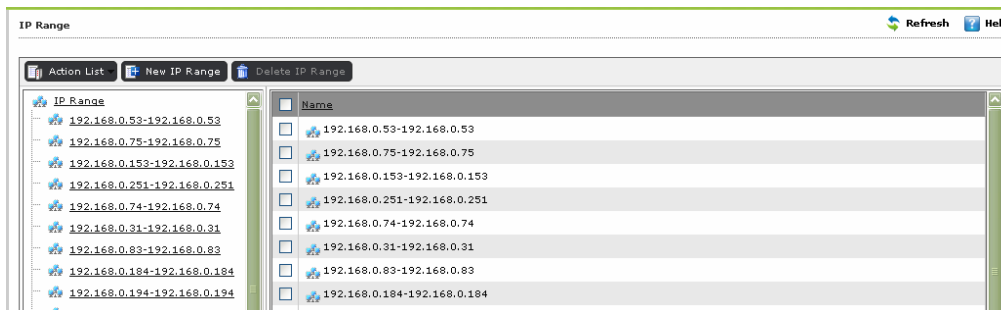 IP Range
Refresh
Hel
Action List
New IP Range
Delete IP Range
IP Range
192.168.0.53-192.168.0.53
192.168.0.75-192.168.0.75
192.168.0.153-192.168.0.153
192.168.0.251-192.168.0.251
192.168.0.74-192.168.0.74
192.168.0.31-192.168.0.31
192.168.0.83-192.168.0.83
192.168.0.184-192.168.0.184
192.168.0.194-192.168.0.194
Name
192.168.0.53-192.168.0.53
192.168.0.75-192.168.0.75
192.168.0.153-192.168.0.153
192.168.0.251-192.168.0.251
192.168.0.74-192.168.0.74
192.168.0.31-192.168.0.31
192.168.0.83-192.168.0.83
192.168.0.184-192.168.0.184